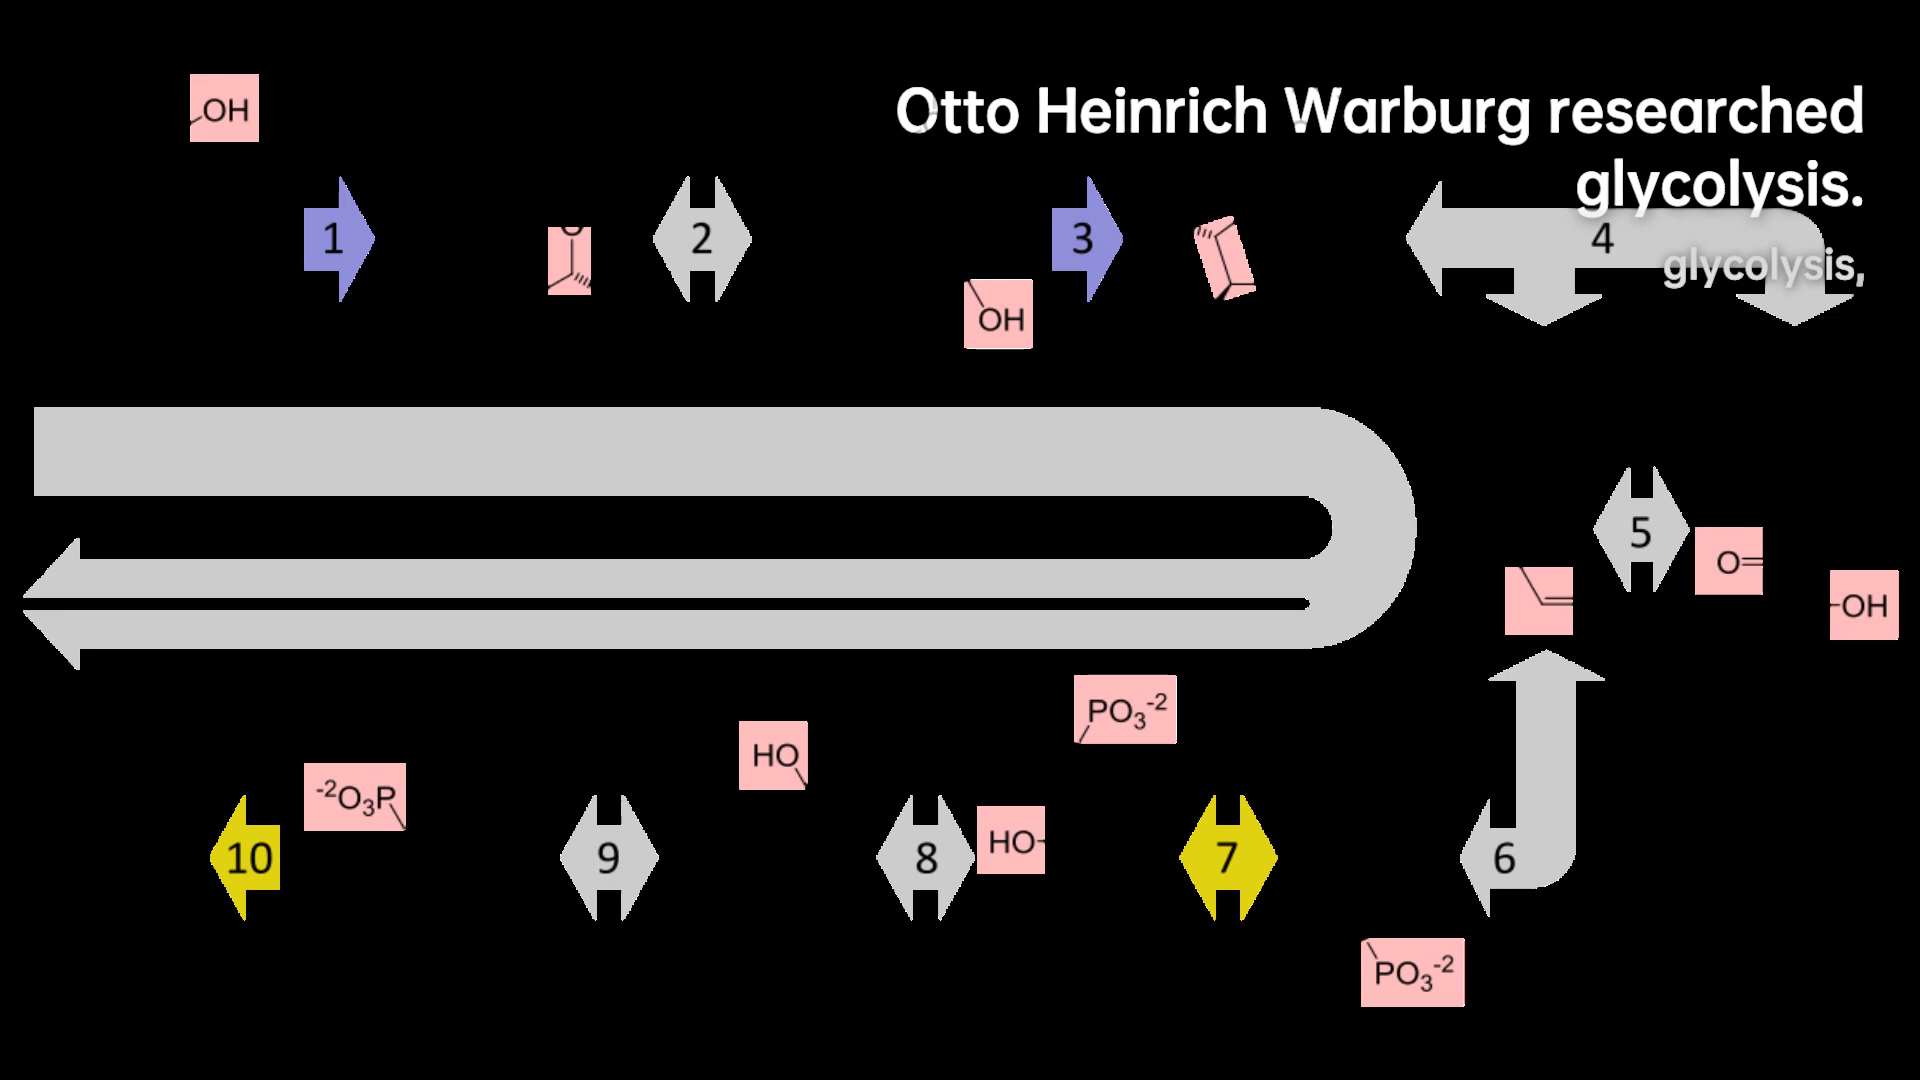 OH
Otto Heinrich Warburg researched
glycolysis.
1
2
3
4
O
glycolysis,
OH
5
O=
-OH
PO3-2
HO
-2O3P
10
9
8
HO-
7
6
PO3-2